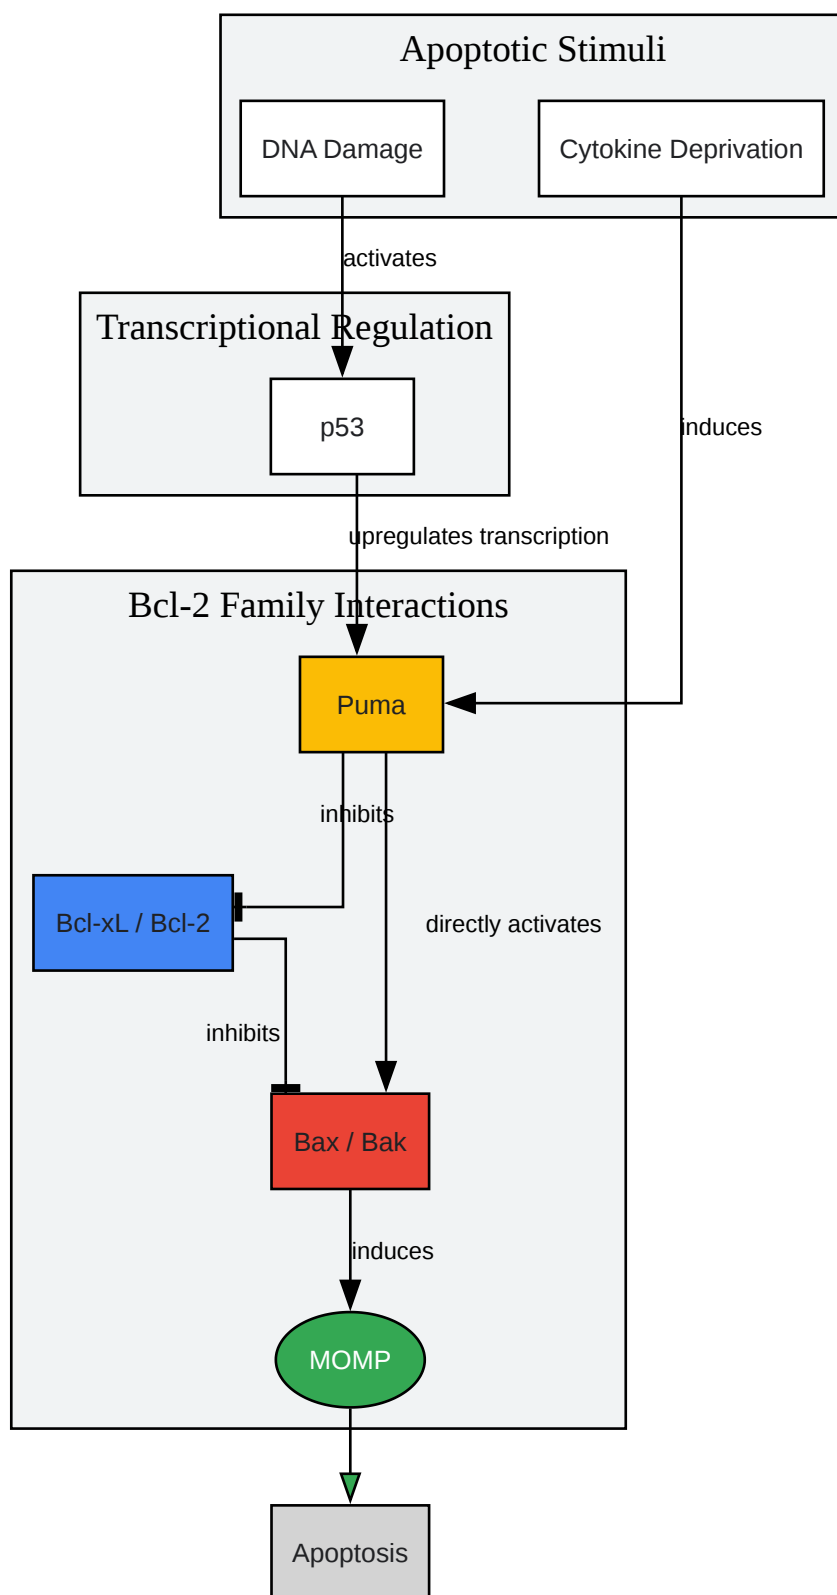 Apoptotic Stimuli
DNA Damage
Cytokine Deprivation
activates
Transcriptional Regulation
p53
induces
upregulates transcription
Bcl-2 Family Interactions
Puma
inhibits
Bcl-xL / Bcl-2
directly activates
inhibits
Bax / Bak
induces
MOMP
Apoptosis